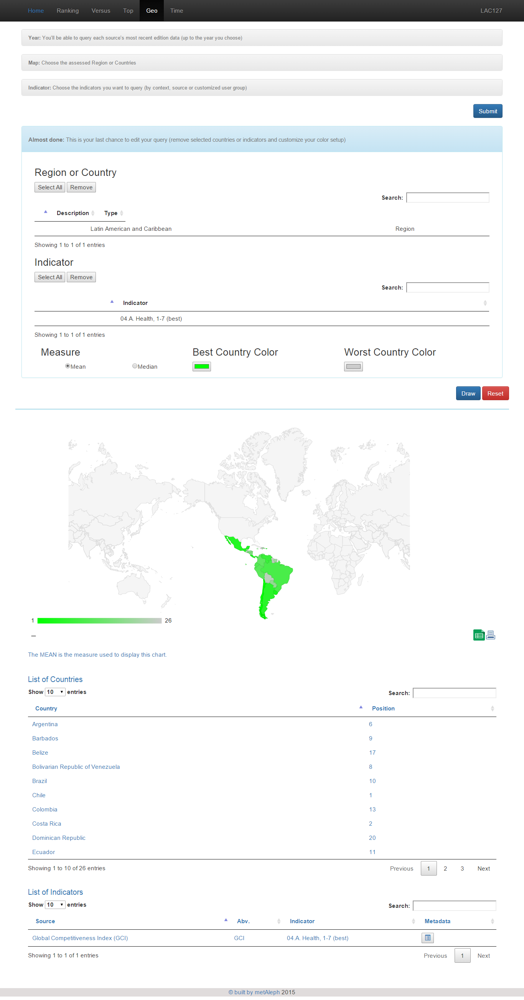 Home Ranking Versus Top Geo Time LAC127
Year: You'll be able to query each source's most recent edition data (up to the year you choose)
Map: Choose the assessed Region or Countries
Indicator: Choose the indicators you want to query (by context, source or customized user group)
Submit
Almost done: This is your last chance to edit your query (remove selected countries or indicators and customize your color setup)
Region or Country
Select All Remove
Search:
Description Type
Latin American and Caribbean Region
Showing 1 to 1 of 1 entries
Indicator
Select All Remove
Search:
Indicator
04.A. Health, 1-7 (best)
Showing 1 to 1 of 1 entries
Measure Best Country Color Worst Country Color
Mean Median
Draw Reset
1 26
—
The MEAN is the measure used to display this chart.
List of Countries
Show 10 entries Search:
Country Position
Argentina 6
Barbados 9
Belize 17
Bolivarian Republic of Venezuela 8
Brazil 10
Chile 1
Colombia 13
Costa Rica 2
Dominican Republic 20
Ecuador 11
Showing 1 to 10 of 26 entries Previous 1 2 3 Next
List of Indicators
Show 10 entries Search:
Source Abv. Indicator Metadata
Global Competitiveness Index (GCI) GCI 04.A. Health, 1-7 (best)
Showing 1 to 1 of 1 entries Previous 1 Next
© built by metAleph 2015